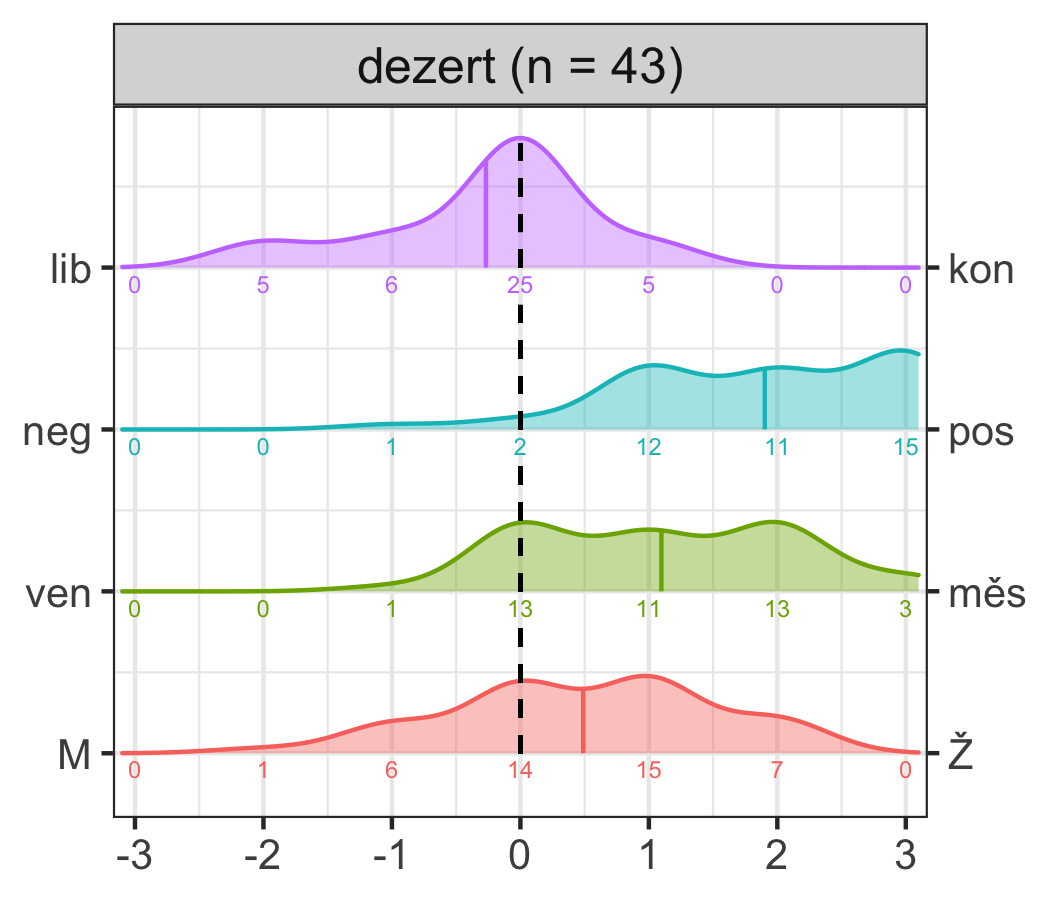 dezert (n = 43)
lib kon
0 5 6 25 5 0 0
neg pos
0 0 1 2 12 11 15
ven měs
0 0 1 13 11 13 3
M Ž
0 1 6 14 15 7 0
-3 -2 -1 0 1 2 3